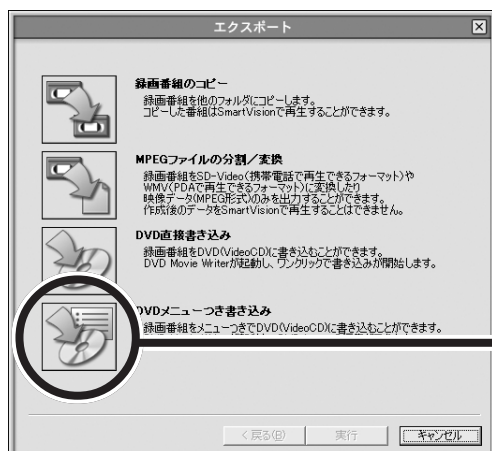 エクスポート
録画番組のコピー
録画番組を他のフォルダにコピーします。
コピーした番組はSmartVisionで再生することができます。
MPEGファイルの分割／変換
録画番組をSD-Video(携帯電話で再生できるフォーマット)や
WMV(PDAで再生できるフォーマット)に変換したり
映像データ(MPEG形式)のみを出力することができます。
作成後のデータをSmartVisionで再生することはできません。
DVD直接書き込み
録画番組をDVD(VideoCD)に書き込むことができます。
DVD Movie Writerが起動し、ワンクリックで書き込みが開始します。
DVDメニューつき書き込み
録画番組をメニューつきでDVD(VideoCD)に書き込むことができます。
< 戻る(B)
実行
キャンセル